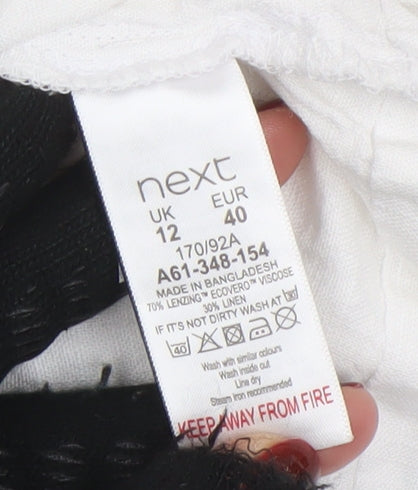 next
UK EUR
12 40
170/92A
A61-348-154
MADE IN BANGLADESH
70% LENZING™ ECOVERO™ VISCOSE
30% LINEN
IF IT'S NOT DIRTY WASH AT 30
40
Wash with similar colours
Wash inside out
Line dry
Steam iron recommended
KEEP AWAY FROM FIRE